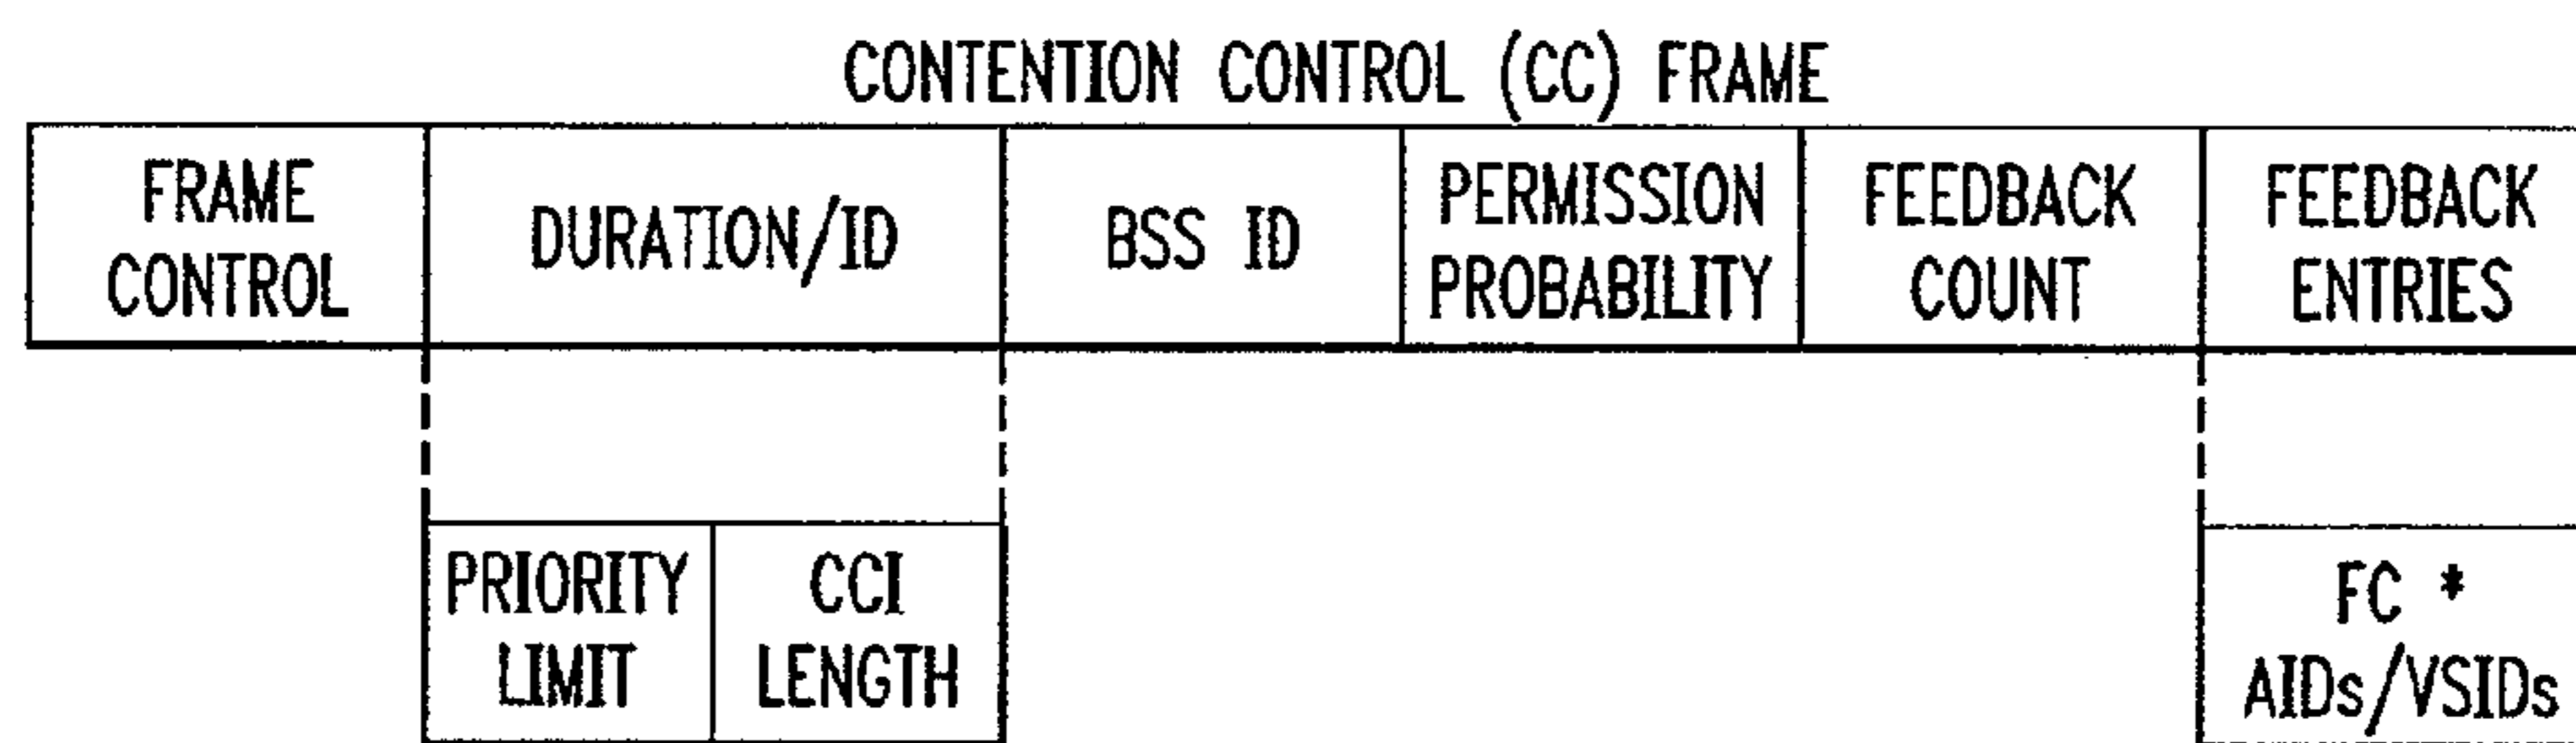 CONTENTION CONTROL (CC) FRAME
FRAME
CONTROL
DURATION/ID
BSS ID
PERMISSION
PROBABILITY
FEEDBACK
COUNT
FEEDBACK
ENTRIES
PRIORITY
LIMIT
CCI
LENGTH
FC *
AIDs/VSIDs